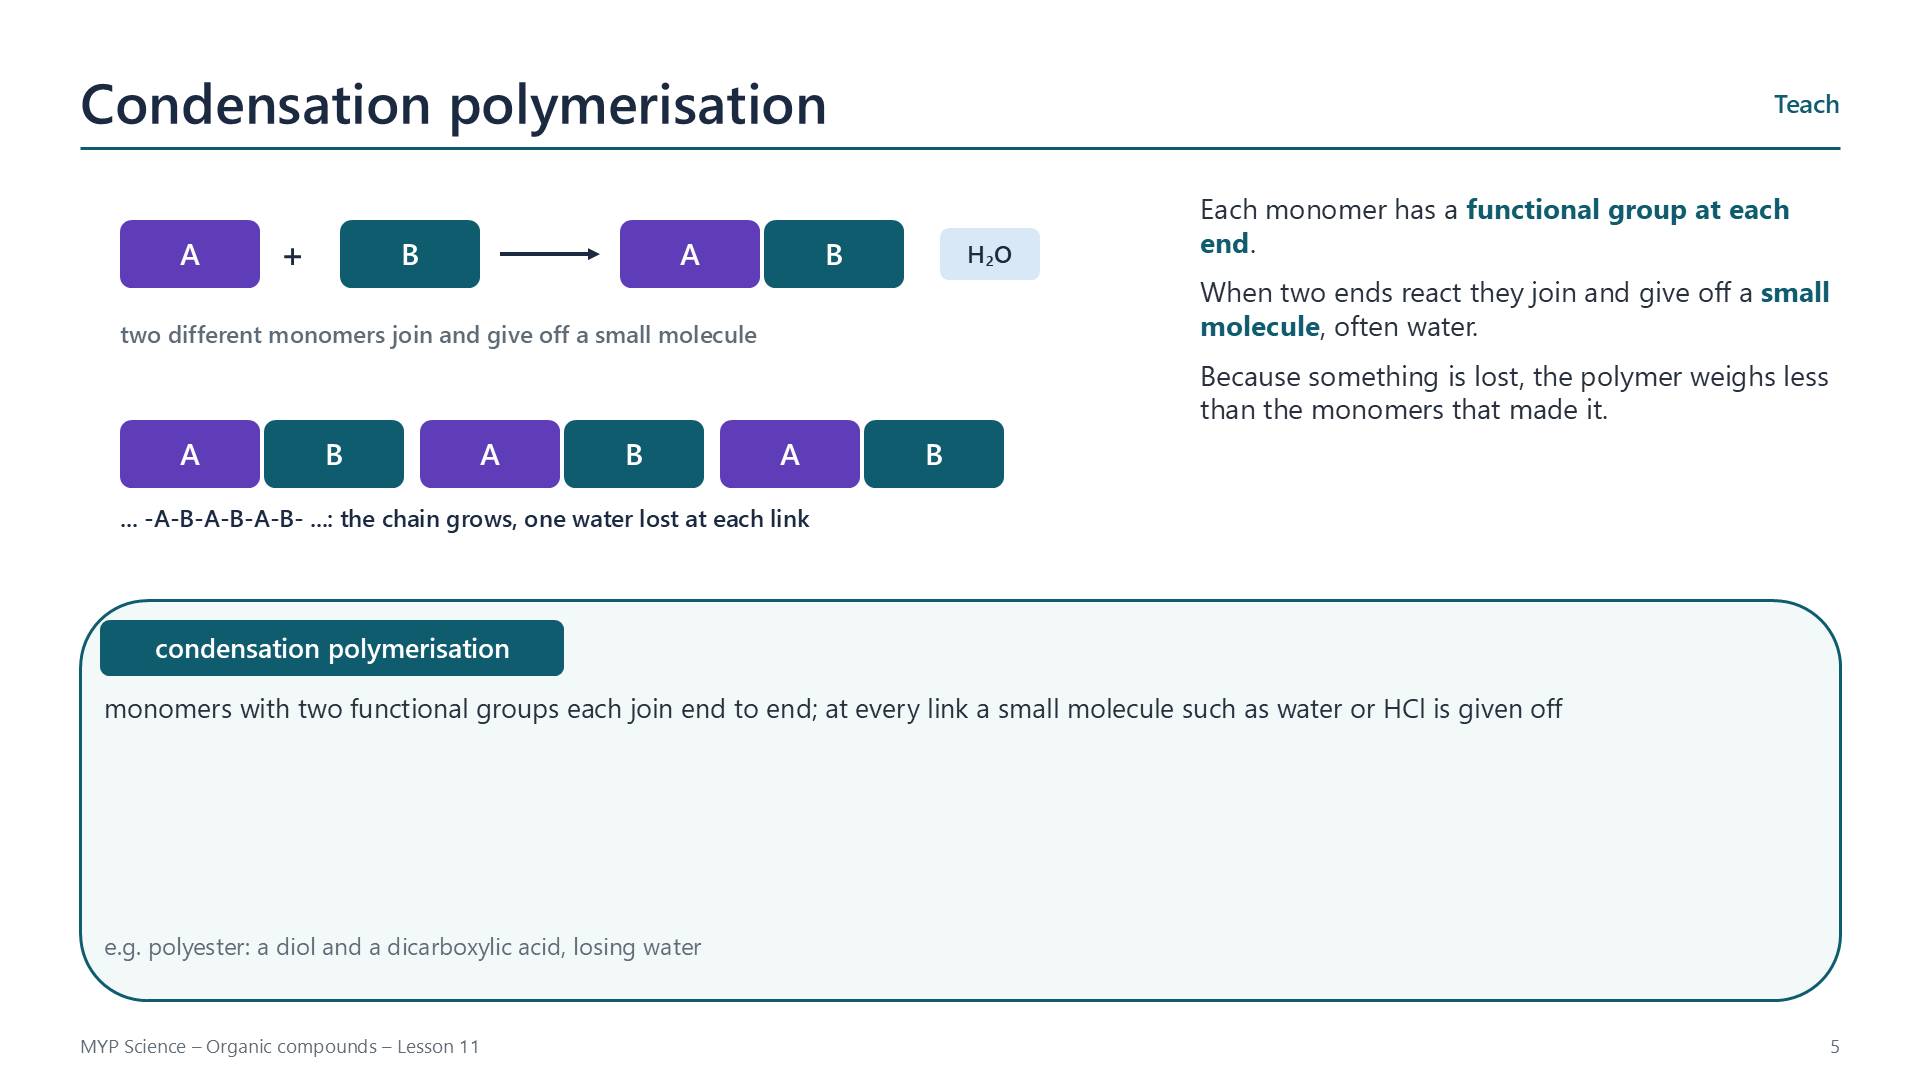 Condensation polymerisation
Teach
A + B A B H₂O
two different monomers join and give off a small molecule
A B A B A B
... -A-B-A-B-A-B- ...: the chain grows, one water lost at each link
Each monomer has a functional group at each
end.
When two ends react they join and give off a small
molecule, often water.
Because something is lost, the polymer weighs less
than the monomers that made it.
condensation polymerisation
monomers with two functional groups each join end to end; at every link a small molecule such as water or HCl is given off
e.g. polyester: a diol and a dicarboxylic acid, losing water
MYP Science – Organic compounds – Lesson 11
5